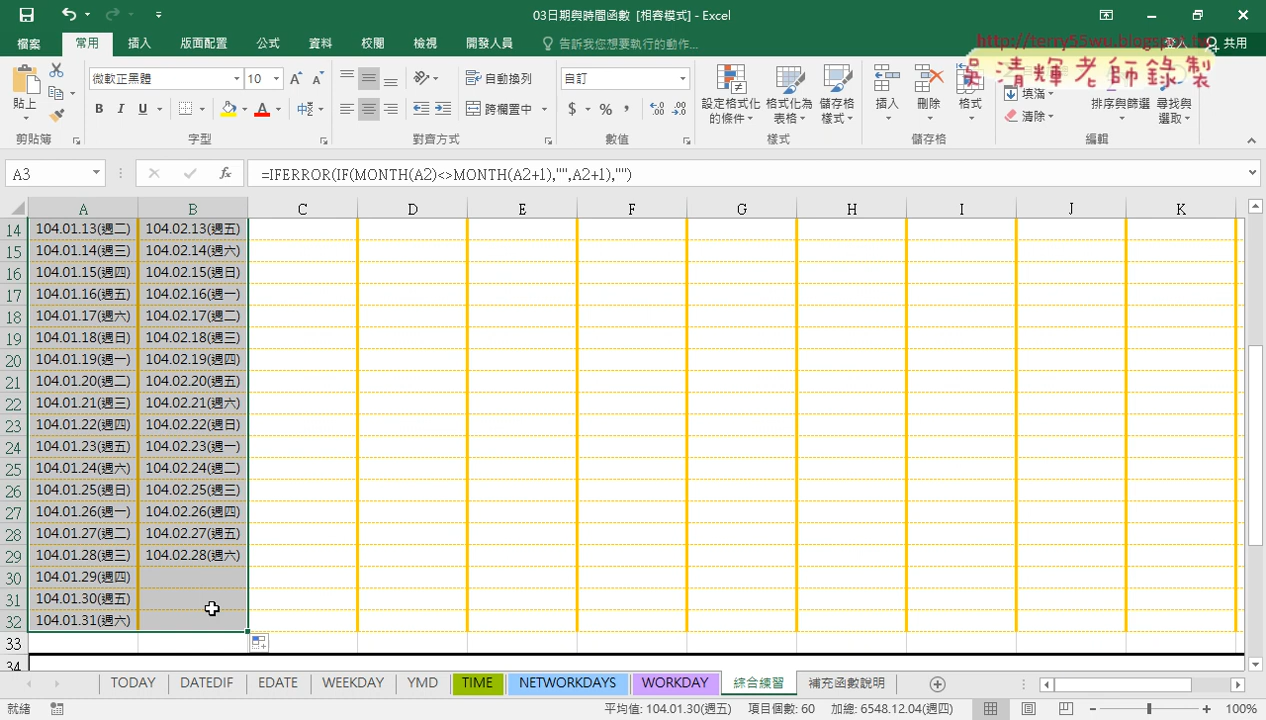 03日期與時間函數 [相容模式] - Excel
http://terry55wu.blogspot.tw
吳清輝老師錄製
檔案 常用 插入 版面配置 公式 資料 校閱 檢視 開發人員 告訴我您想要執行的動作... 登入 共用
貼上 微軟正黑體 10 自動換列 自訂 設定格式化的條件 格式化為表格 儲存格樣式 插入 刪除 格式 填滿 排序與篩選 尋找與選取
B I U 跨欄置中 $ % , 清除
剪貼簿 字型 對齊方式 數值 樣式 儲存格 編輯
A3 fx =IFERROR(IF(MONTH(A2)<>MONTH(A2+1),"",A2+1),"")
A B C D E F G H I J K
14 104.01.13(週二) 104.02.13(週五)
15 104.01.14(週三) 104.02.14(週六)
16 104.01.15(週四) 104.02.15(週日)
17 104.01.16(週五) 104.02.16(週一)
18 104.01.17(週六) 104.02.17(週二)
19 104.01.18(週日) 104.02.18(週三)
20 104.01.19(週一) 104.02.19(週四)
21 104.01.20(週二) 104.02.20(週五)
22 104.01.21(週三) 104.02.21(週六)
23 104.01.22(週四) 104.02.22(週日)
24 104.01.23(週五) 104.02.23(週一)
25 104.01.24(週六) 104.02.24(週二)
26 104.01.25(週日) 104.02.25(週三)
27 104.01.26(週一) 104.02.26(週四)
28 104.01.27(週二) 104.02.27(週五)
29 104.01.28(週三) 104.02.28(週六)
30 104.01.29(週四)
31 104.01.30(週五)
32 104.01.31(週六)
33
34
TODAY DATEDIF EDATE WEEKDAY YMD TIME NETWORKDAYS WORKDAY 綜合練習 補充函數說明
就緒 平均值: 104.01.30(週五) 項目個數: 60 加總: 6548.12.04(週四) 100%